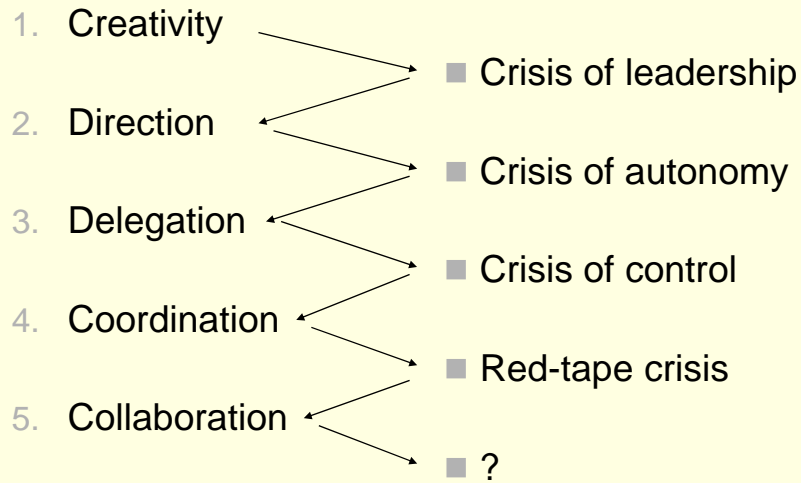 1. Creativity
■ Crisis of leadership
2. Direction
■ Crisis of autonomy
3. Delegation
■ Crisis of control
4. Coordination
■ Red-tape crisis
5. Collaboration
■ ?